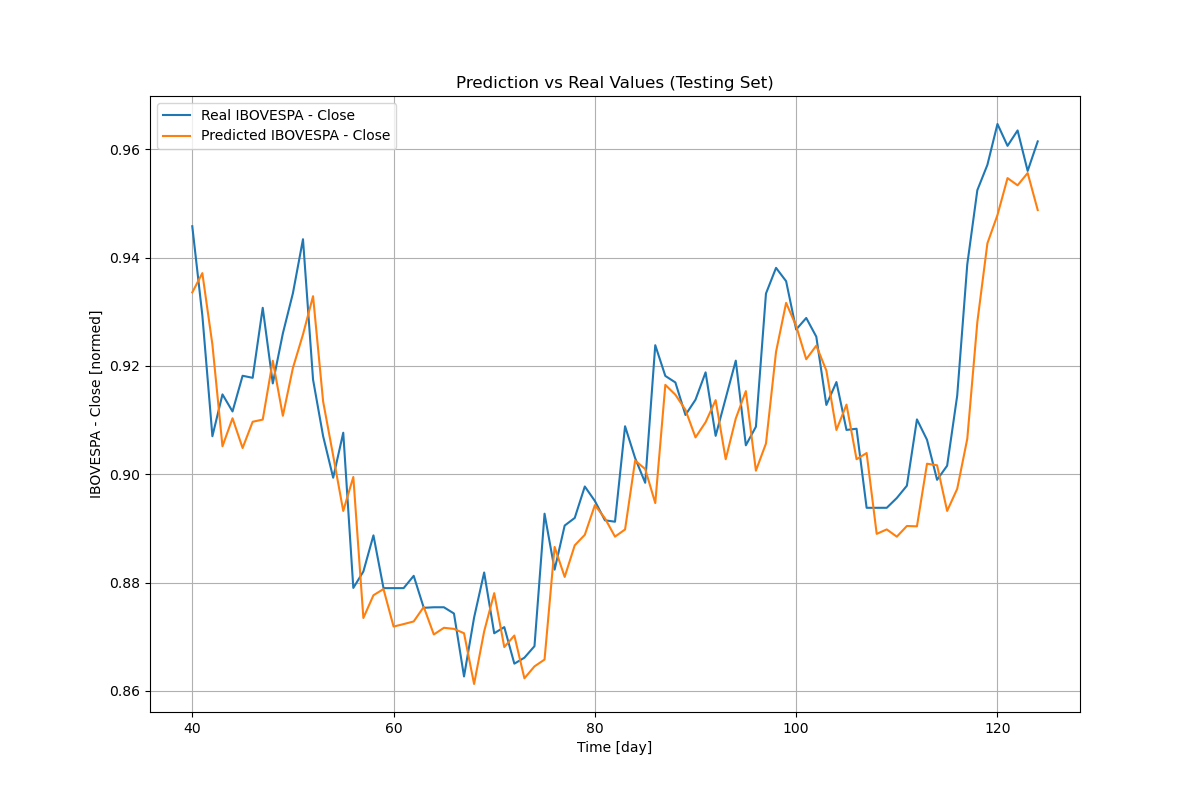 Prediction vs Real Values (Testing Set)
Real IBOVESPA - Close
Predicted IBOVESPA - Close
0.96
0.94
0.92
0.90
0.88
0.86
IBOVESPA - Close [normed]
40 60 80 100 120
Time [day]